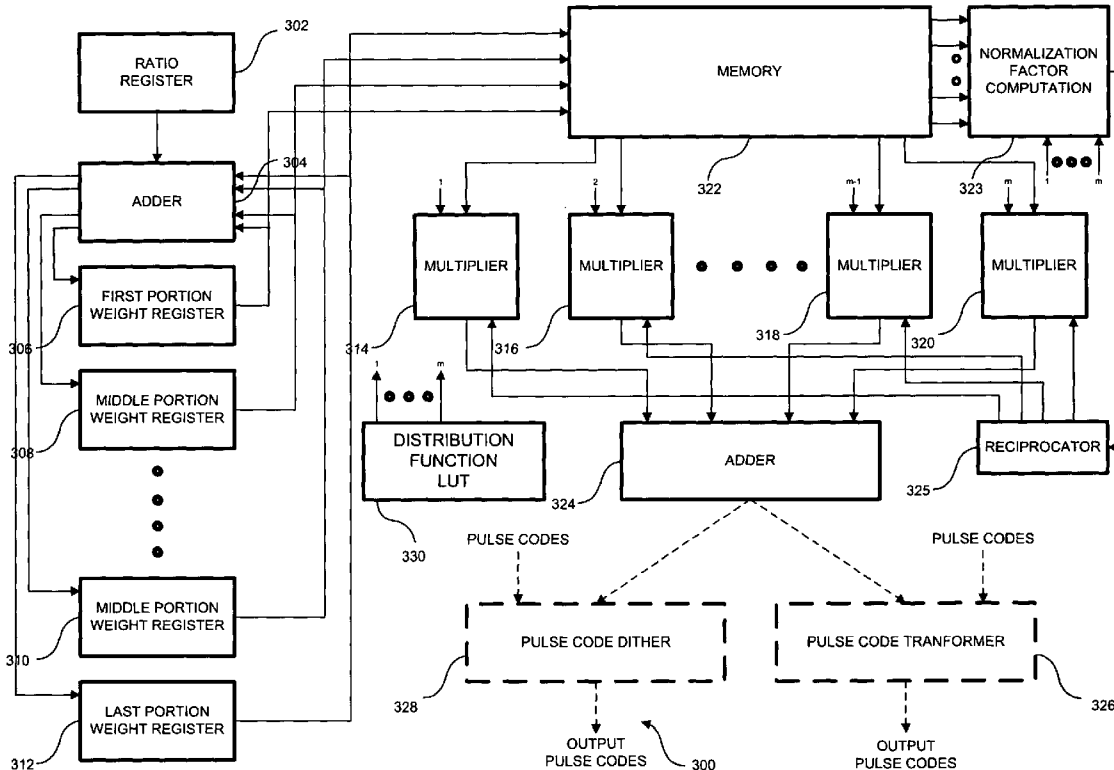 302
RATIO
REGISTER
MEMORY
NORMALIZATION
FACTOR
COMPUTATION
304
ADDER
322
323
1
m
1
2
m-1
m
MULTIPLIER
MULTIPLIER
MULTIPLIER
MULTIPLIER
FIRST PORTION
WEIGHT REGISTER
306
314
316
318
320
1
m
MIDDLE PORTION
WEIGHT REGISTER
308
DISTRIBUTION
FUNCTION
LUT
330
ADDER
324
RECIPROCATOR
325
PULSE CODES
PULSE CODES
MIDDLE PORTION
WEIGHT REGISTER
310
PULSE CODE DITHER
328
PULSE CODE TRANFORMER
326
LAST PORTION
WEIGHT REGISTER
312
OUTPUT
PULSE CODES
300
OUTPUT
PULSE CODES